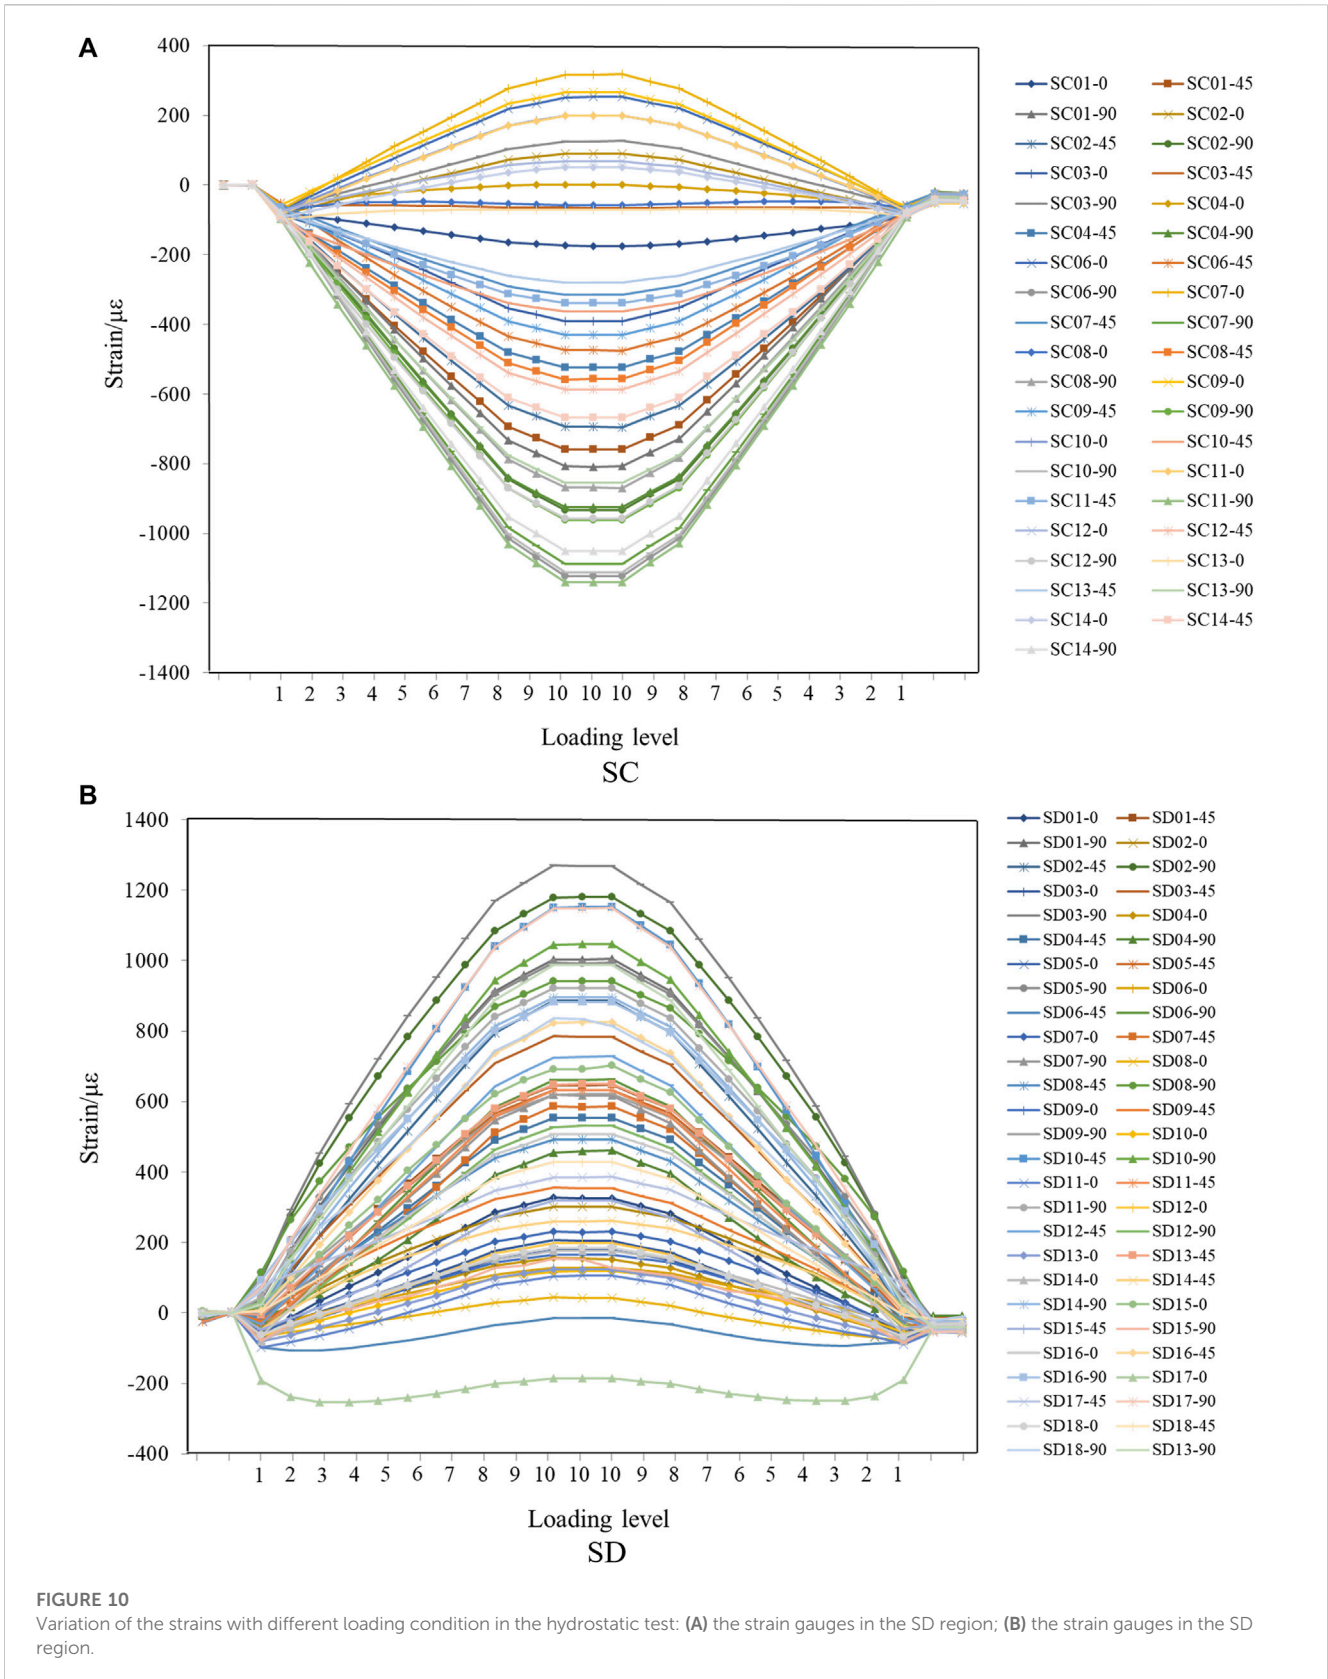 A
400
200
0
-200
-400
-600
-800
-1000
-1200
-1400
Strain/με
1 2 3 4 5 6 7 8 9 10 10 10 9 8 7 6 5 4 3 2 1
Loading level
SC
SC01-0 SC01-45
SC01-90 SC02-0
SC02-45 SC02-90
SC03-0 SC03-45
SC03-90 SC04-0
SC04-45 SC04-90
SC06-0 SC06-45
SC06-90 SC07-0
SC07-45 SC07-90
SC08-0 SC08-45
SC08-90 SC09-0
SC09-45 SC09-90
SC10-0 SC10-45
SC10-90 SC11-0
SC11-45 SC11-90
SC12-0 SC12-45
SC12-90 SC13-0
SC13-45 SC13-90
SC14-0 SC14-45
SC14-90
B
1400
1200
1000
800
600
400
200
0
-200
-400
Strain/με
1 2 3 4 5 6 7 8 9 10 10 10 9 8 7 6 5 4 3 2 1
Loading level
SD
SD01-0 SD01-45
SD01-90 SD02-0
SD02-45 SD02-90
SD03-0 SD03-45
SD03-90 SD04-0
SD04-45 SD04-90
SD05-0 SD05-45
SD05-90 SD06-0
SD06-45 SD06-90
SD07-0 SD07-45
SD07-90 SD08-0
SD08-45 SD08-90
SD09-0 SD09-45
SD09-90 SD10-0
SD10-45 SD10-90
SD11-0 SD11-45
SD11-90 SD12-0
SD12-45 SD12-90
SD13-0 SD13-45
SD14-0 SD14-45
SD14-90 SD15-0
SD15-45 SD15-90
SD16-0 SD16-45
SD16-90 SD17-0
SD17-45 SD17-90
SD18-0 SD18-45
SD18-90 SD13-90
FIGURE 10
Variation of the strains with different loading condition in the hydrostatic test: (A) the strain gauges in the SD region; (B) the strain gauges in the SD
region.